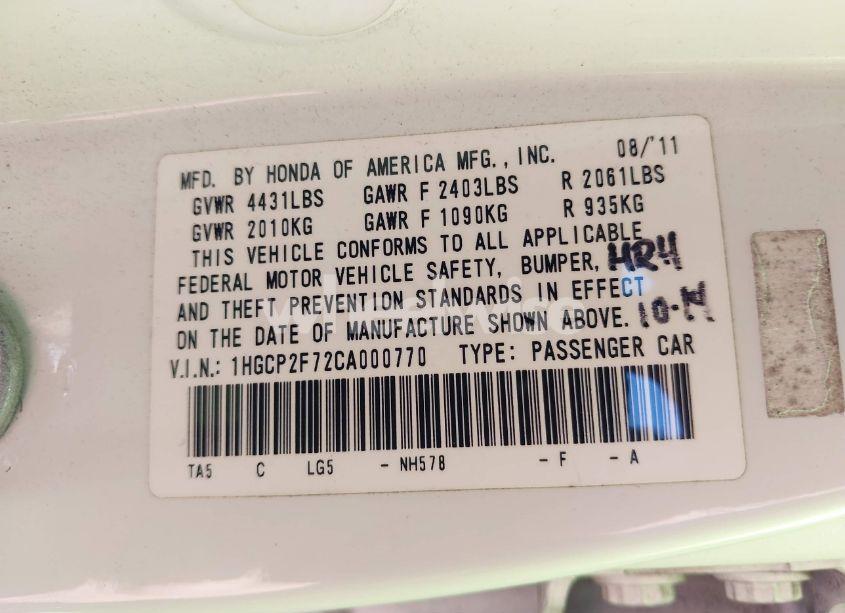 MFD. BY HONDA OF AMERICA MFG., INC. 08/'11
GVWR 4431LBS GAWR F 2403LBS R 2061LBS
GVWR 2010KG GAWR F 1090KG R 935KG
THIS VEHICLE CONFORMS TO ALL APPLICABLE
FEDERAL MOTOR VEHICLE SAFETY, BUMPER, HR4
AND THEFT PREVENTION STANDARDS IN EFFECT
ON THE DATE OF MANUFACTURE SHOWN ABOVE.
V.I.N.: 1HGCP2F72CA000770 TYPE: PASSENGER CAR
TA5 C LG5 - NH578 - F - A